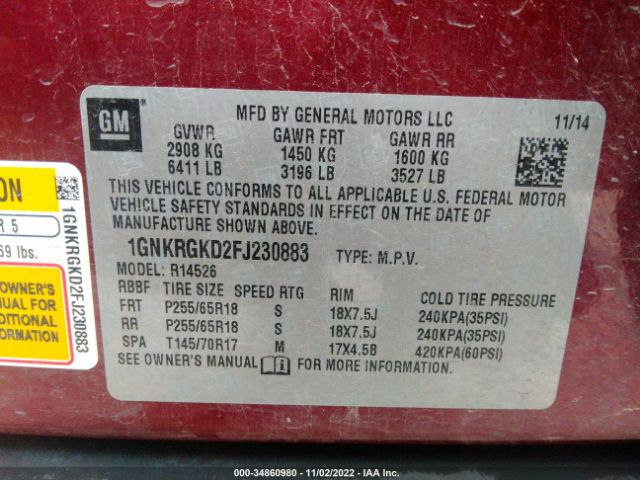 GM
MFD BY GENERAL MOTORS LLC 11/14
GVWR GAWR FRT GAWR RR
2908 KG 1450 KG 1600 KG
6411 LB 3196 LB 3527 LB
THIS VEHICLE CONFORMS TO ALL APPLICABLE U.S. FEDERAL MOTOR
VEHICLE SAFETY STANDARDS IN EFFECT ON THE DATE OF
MANUFACTURE SHOWN ABOVE.
1GNKRGKD2FJ230883 TYPE: M.P.V.
MODEL: R14526
RBBF TIRE SIZE SPEED RTG RIM COLD TIRE PRESSURE
FRT P255/65R18 S 18X7.5J 240KPA(35PSI)
RR P255/65R18 S 18X7.5J 240KPA(35PSI)
SPA T145/70R17 M 17X4.5B 420KPA(60PSI)
SEE OWNER'S MANUAL i FOR MORE INFORMATION.
ON
R 5
69 lbs.
OWNER'S
MANUAL FOR
DDITIONAL
FORMATION
1GNKRGKD2FJ230883
000-34860980 - 11/02/2022 - IAA Inc.